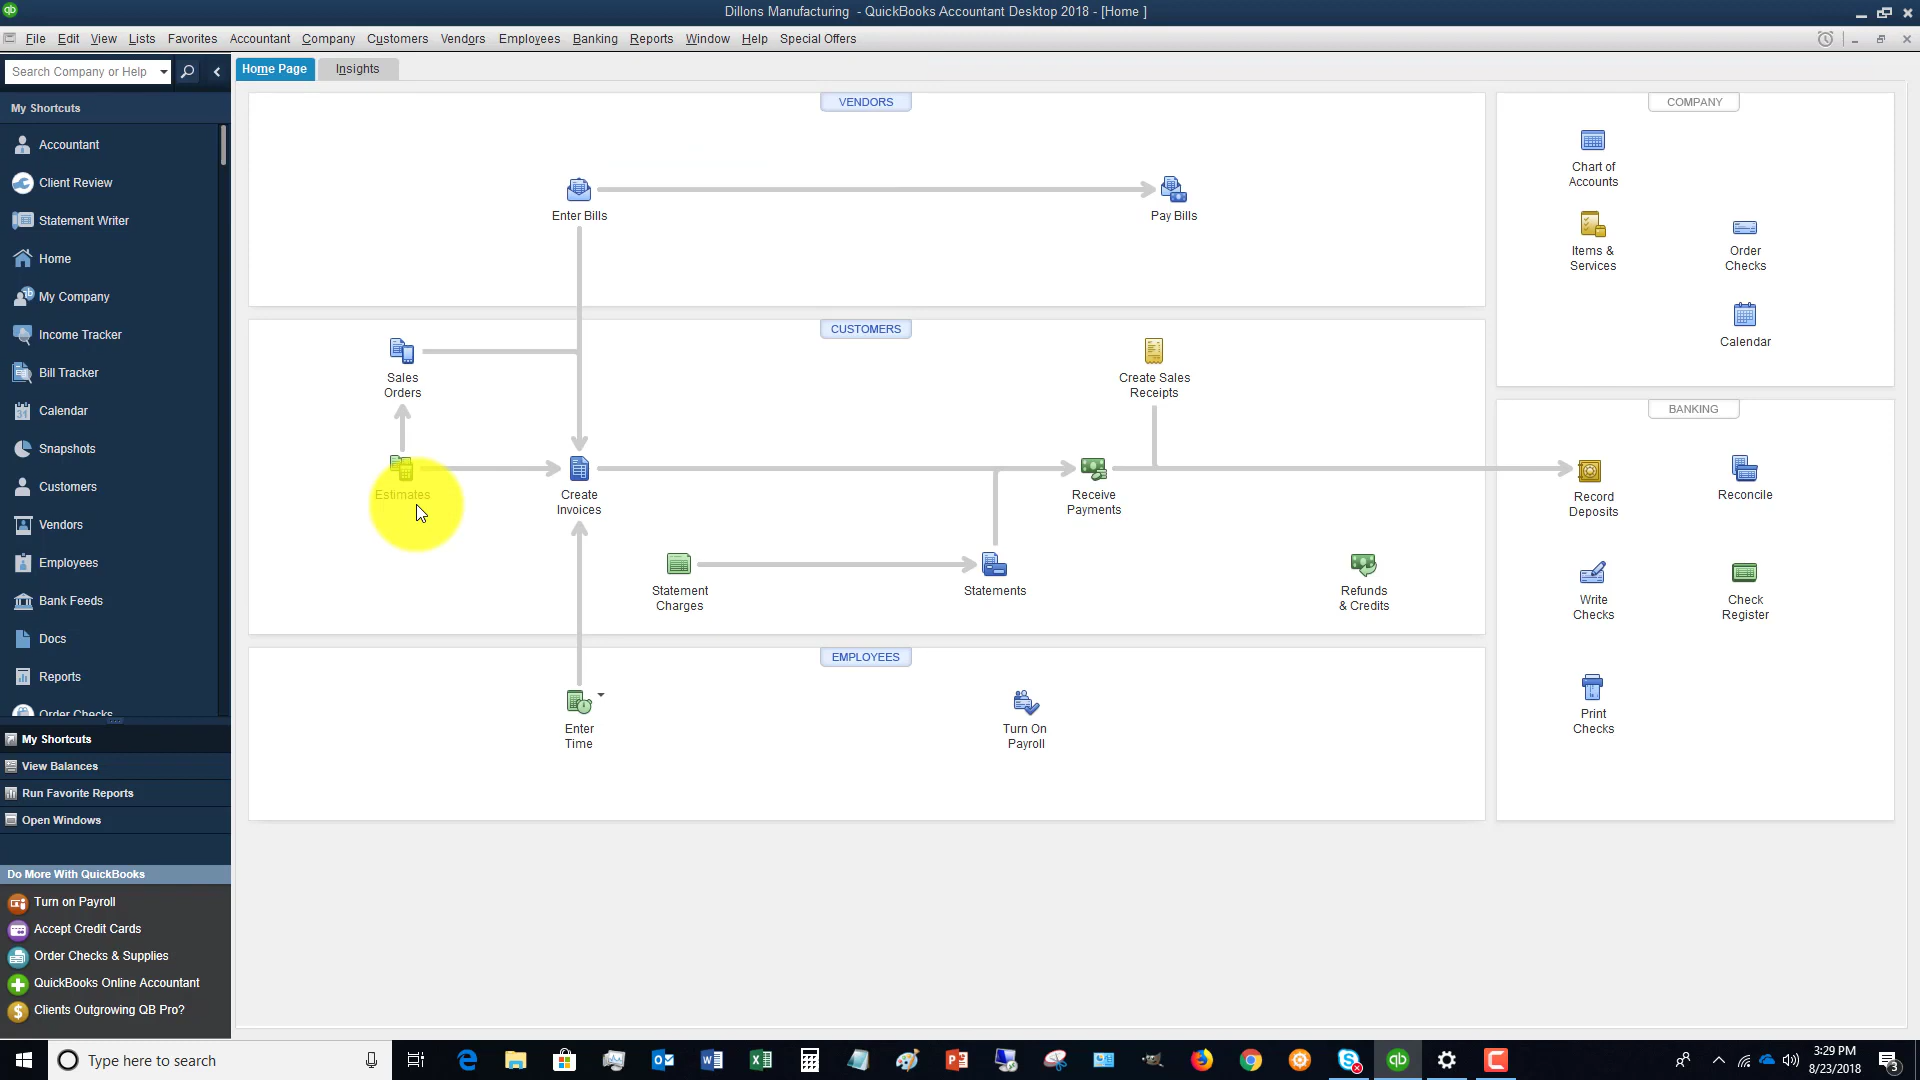 Dillons Manufacturing - QuickBooks Accountant Desktop 2018 - [Home ]
File Edit View Lists Favorites Accountant Company Customers Vendors Employees Banking Reports Window Help Special Offers
Search Company or Help
Home Page
Insights
My Shortcuts
Accountant
Client Review
Statement Writer
Home
My Company
Income Tracker
Bill Tracker
Calendar
Snapshots
Customers
Vendors
Employees
Bank Feeds
Docs
Reports
Order Checks
My Shortcuts
View Balances
Run Favorite Reports
Open Windows
Do More With QuickBooks
Turn on Payroll
Accept Credit Cards
Order Checks & Supplies
QuickBooks Online Accountant
Clients Outgrowing QB Pro?
VENDORS
Enter Bills
Pay Bills
CUSTOMERS
Sales
Orders
Create Sales
Receipts
Estimates
Create
Invoices
Receive
Payments
Statement
Charges
Statements
Refunds
& Credits
EMPLOYEES
Enter
Time
Turn On
Payroll
COMPANY
Chart of
Accounts
Items &
Services
Order
Checks
Calendar
BANKING
Record
Deposits
Reconcile
Write
Checks
Check
Register
Print
Checks
Type here to search
3:29 PM
8/23/2018
3